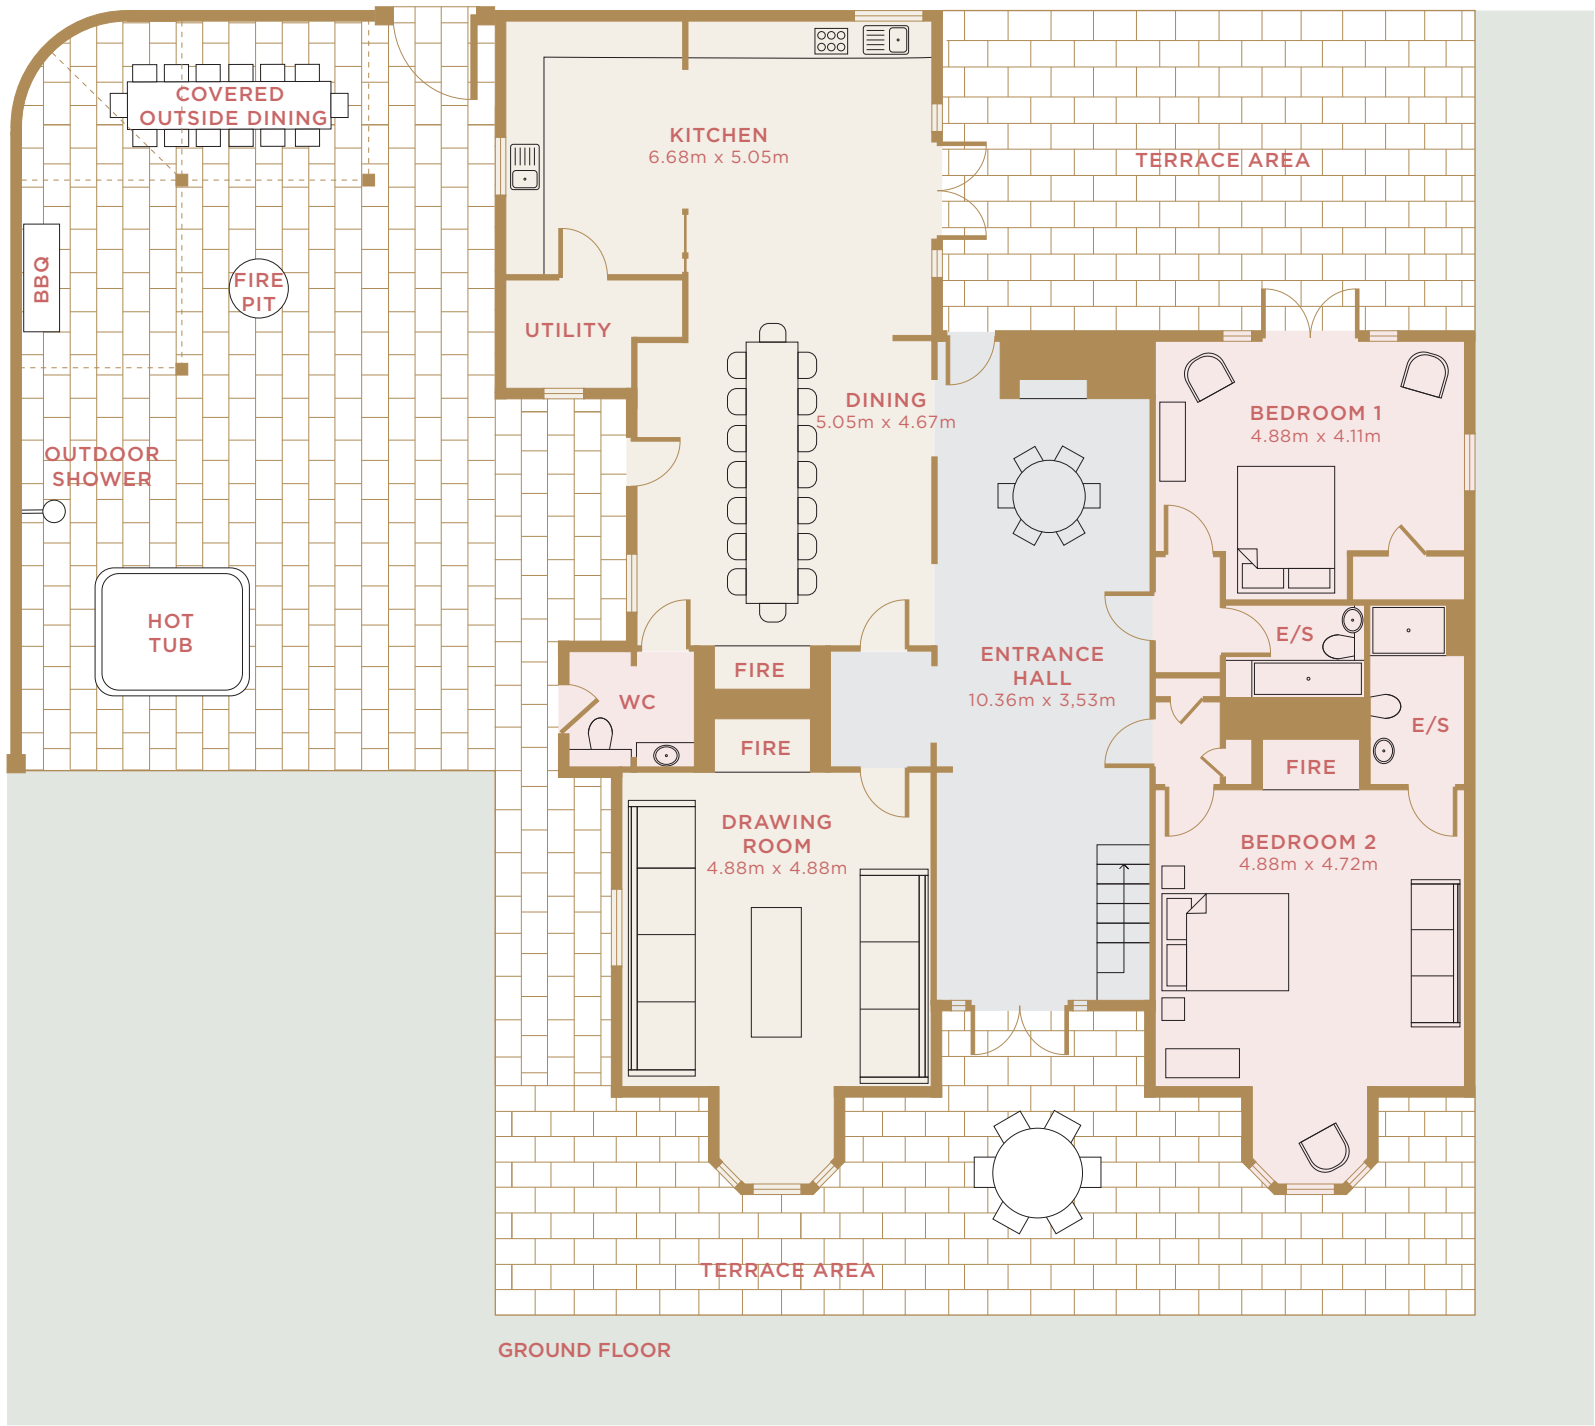 COVERED
OUTSIDE DINING
KITCHEN
6.68m x 5.05m
TERRACE AREA
BBQ
FIRE
PIT
UTILITY
DINING
5.05m x 4.67m
BEDROOM 1
4.88m x 4.11m
OUTDOOR
SHOWER
HOT
TUB
E/S
ENTRANCE
HALL
10.36m x 3,53m
FIRE
WC
E/S
FIRE
FIRE
DRAWING
ROOM
4.88m x 4.88m
BEDROOM 2
4.88m x 4.72m
TERRACE AREA
GROUND FLOOR